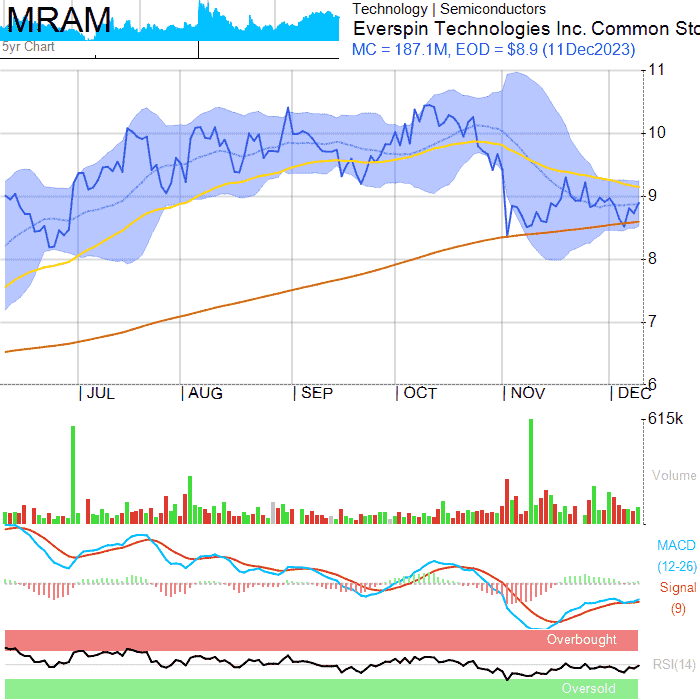 MRAM
5yr Chart
Technology | Semiconductors
Everspin Technologies Inc. Common Sto
MC = 187.1M, EOD = $8.9 (11Dec2023)
11
10
9
8
7
6
| JUL | AUG | SEP | OCT | NOV | DEC
615k
Volume
MACD
(12-26)
Signal
(9)
Overbought
RSI(14)
Oversold